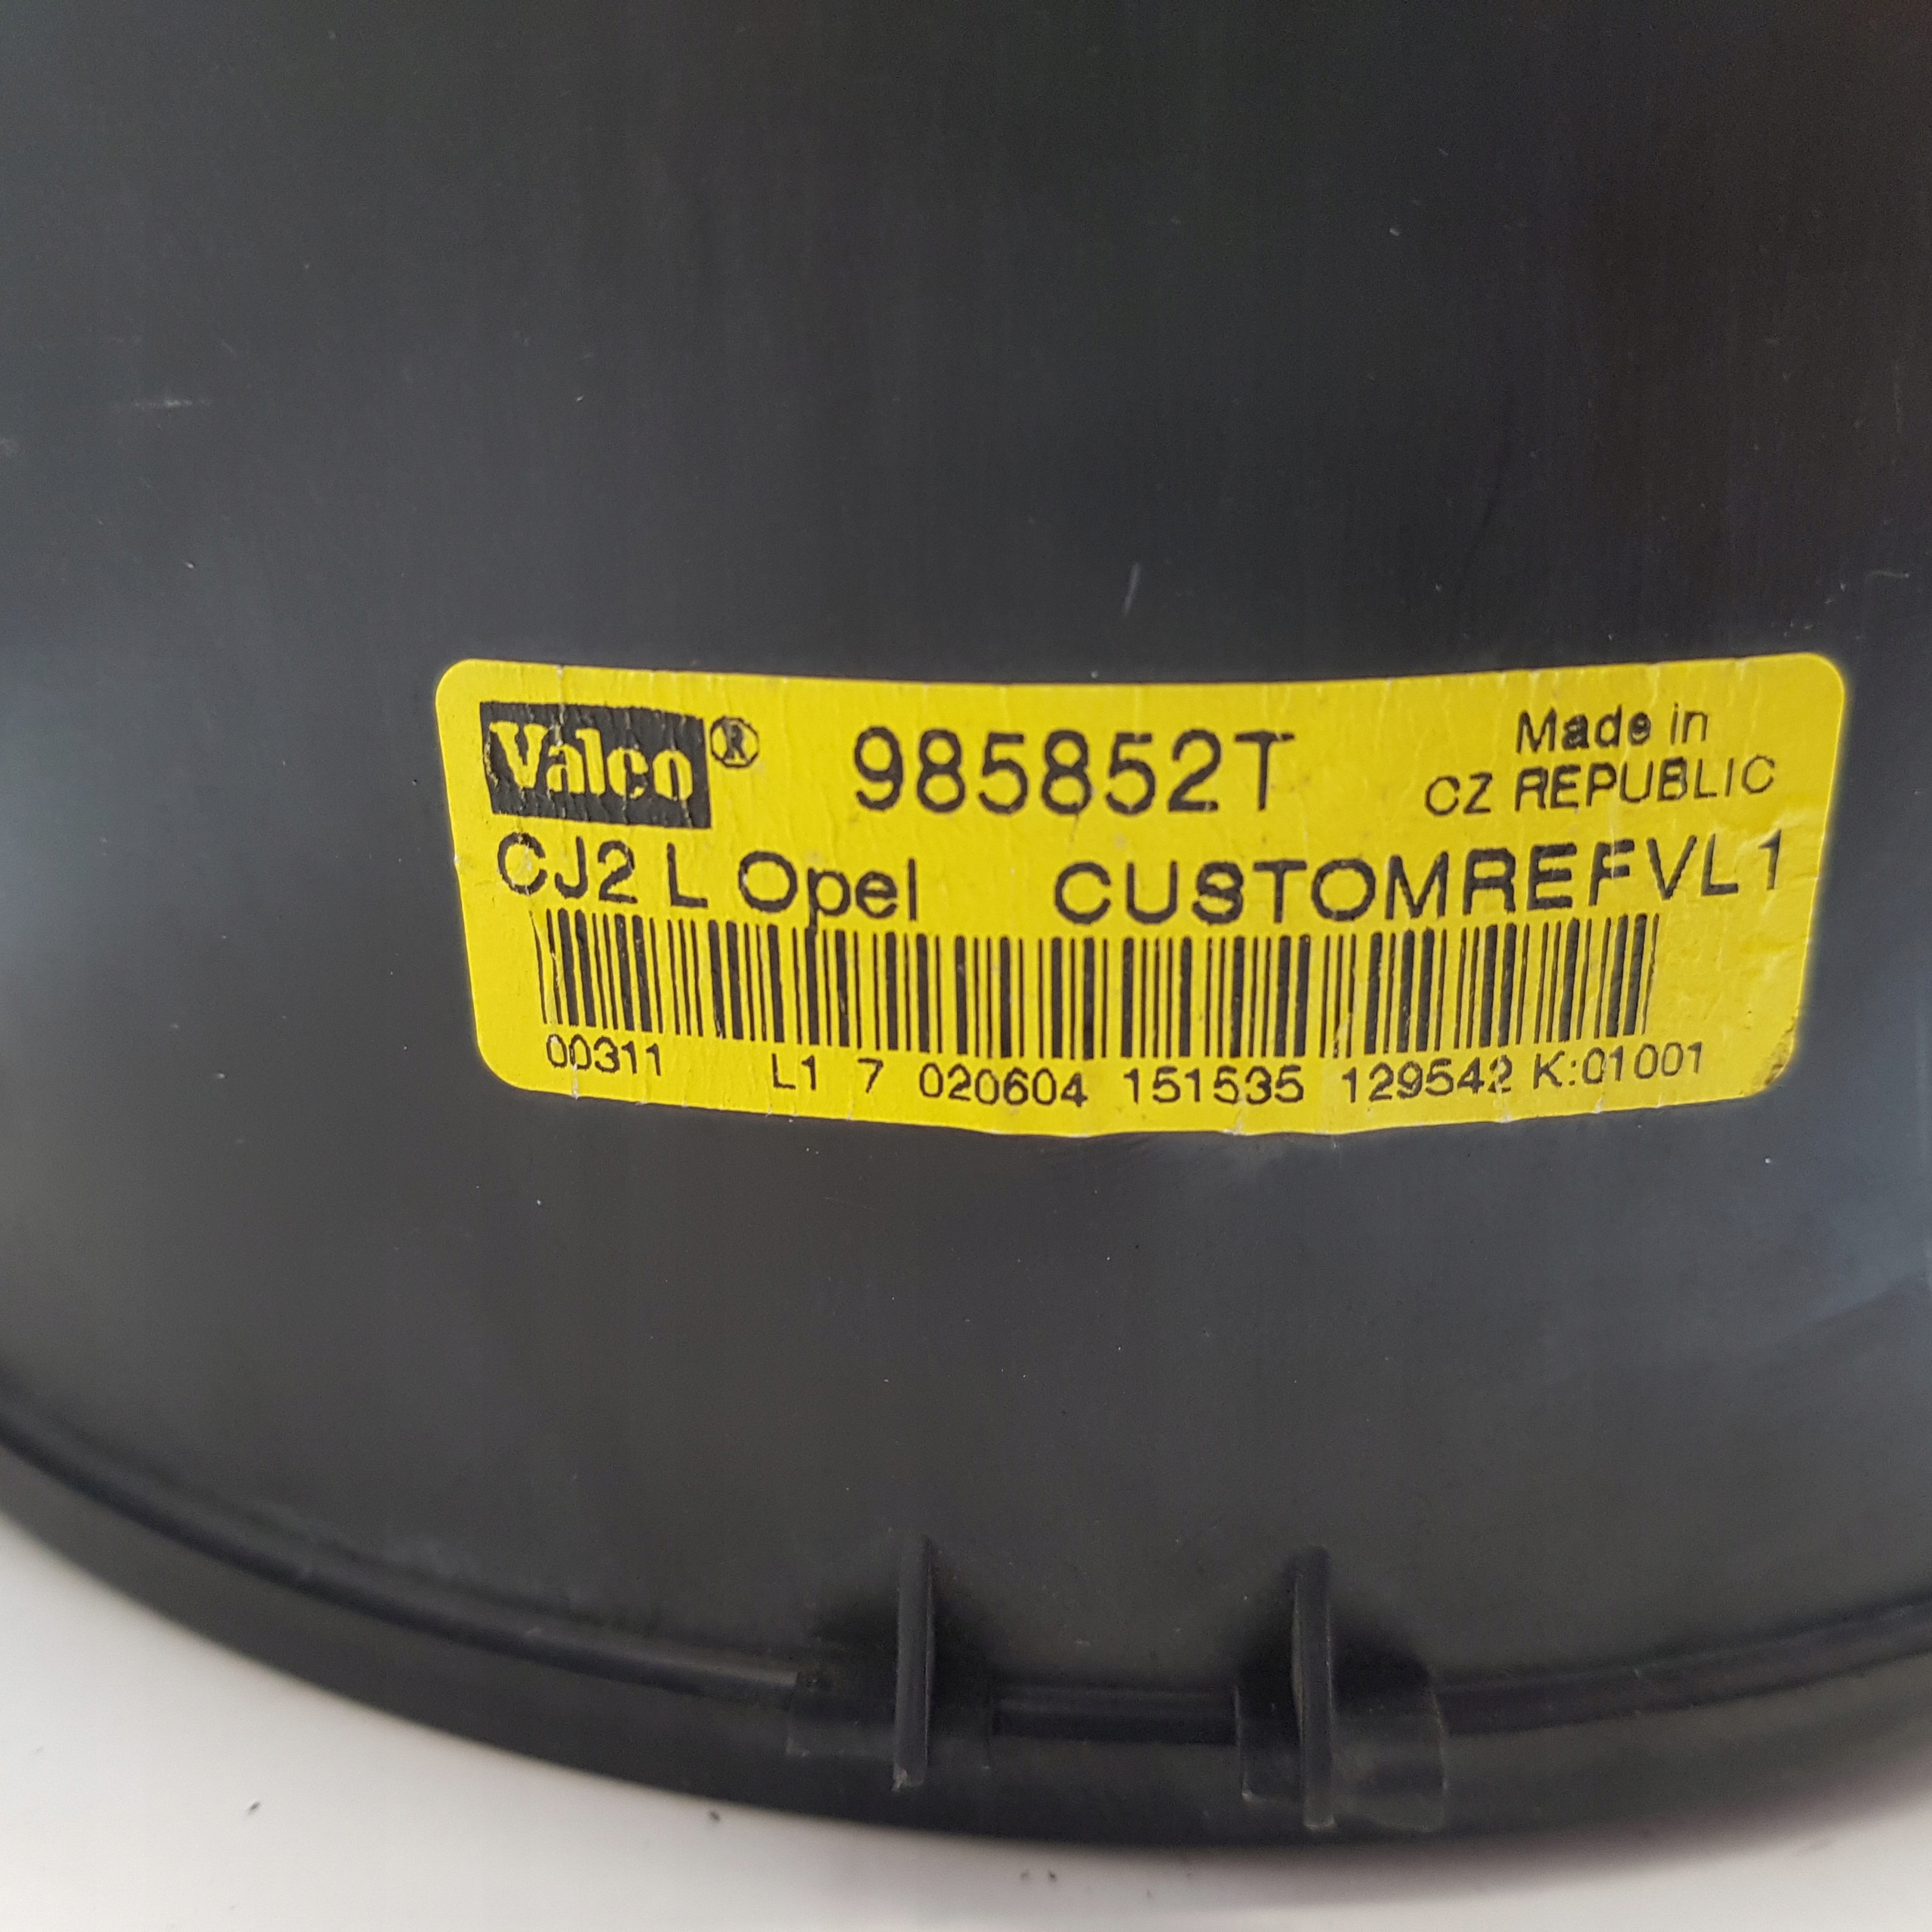 Valeo® 985852T Made in
CZ REPUBLIC
CJ2 L Opel CUSTOMREFVL1
00311 L1 7 020604 151535 129542 K:01001